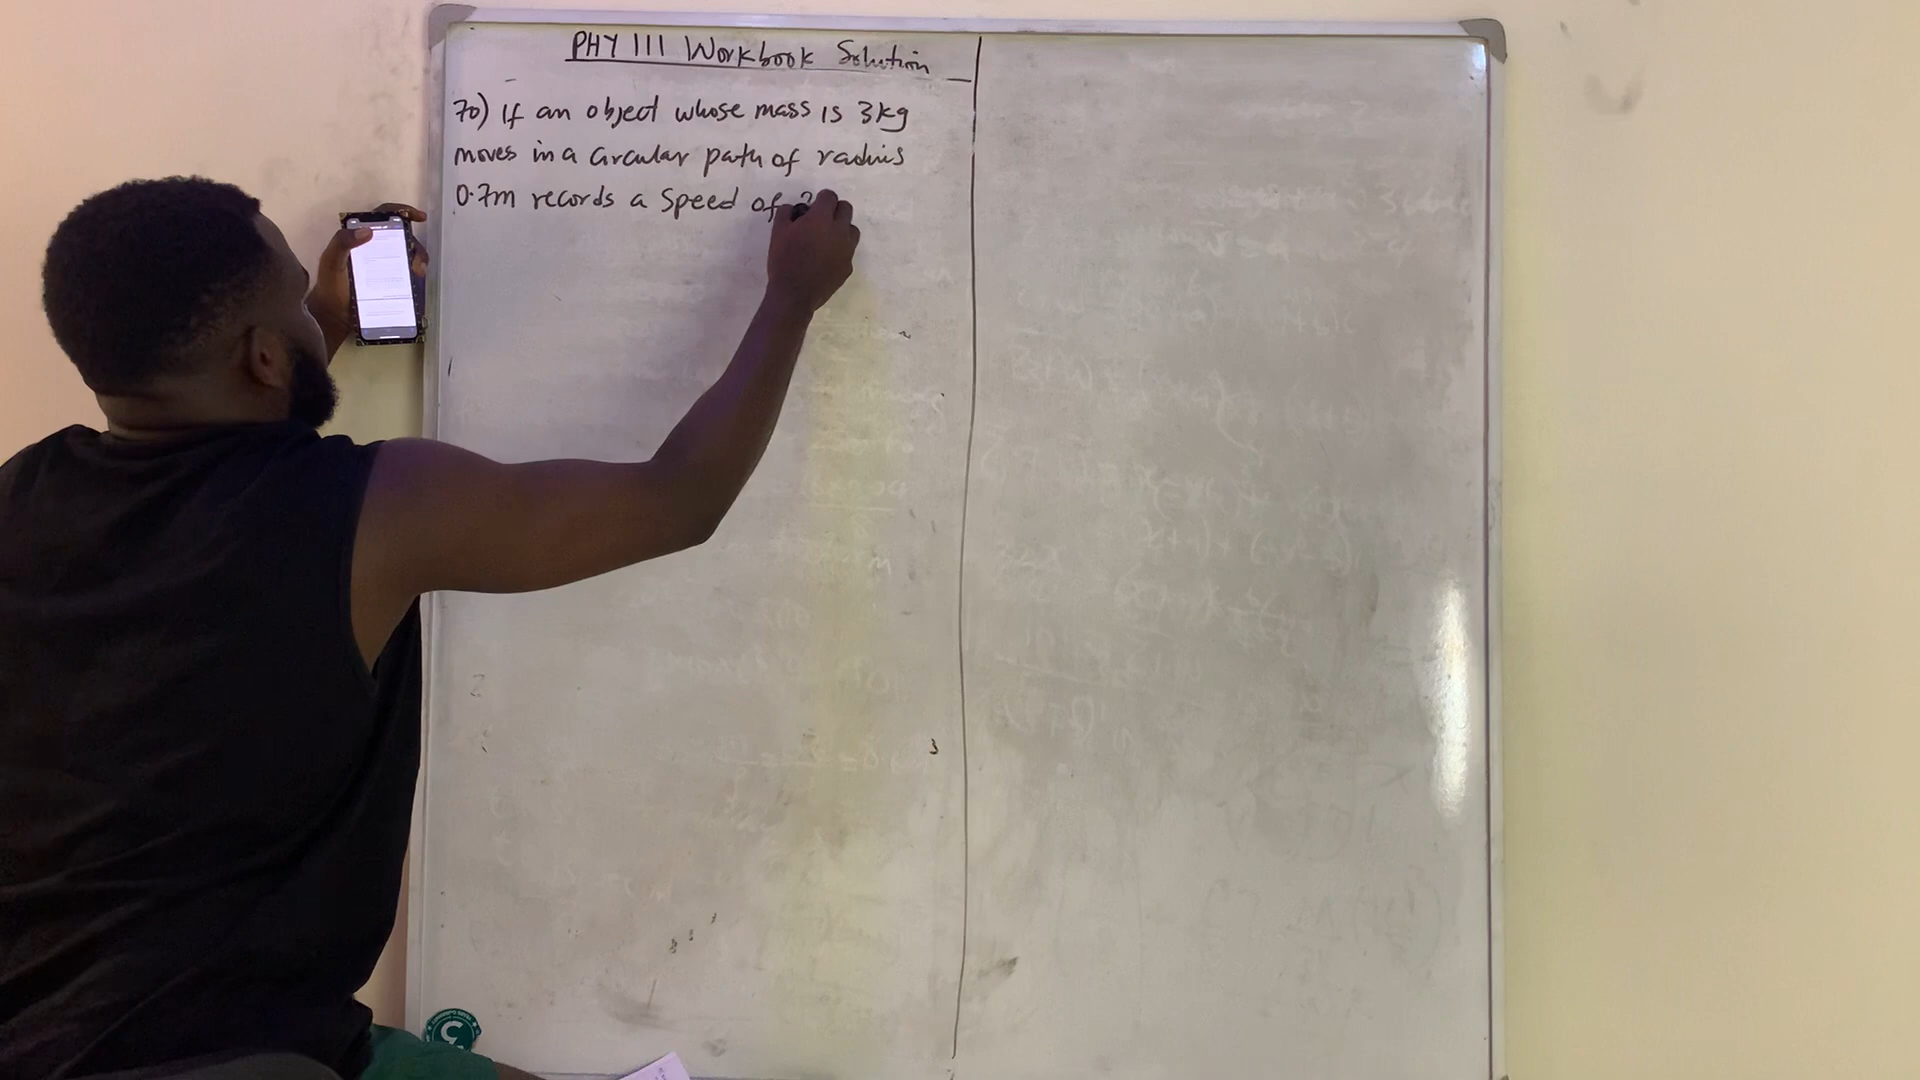 PHY 111 Workbook Solution
70) If an object whose mass is 3kg
moves in a circular path of radius
0.7m records a speed of